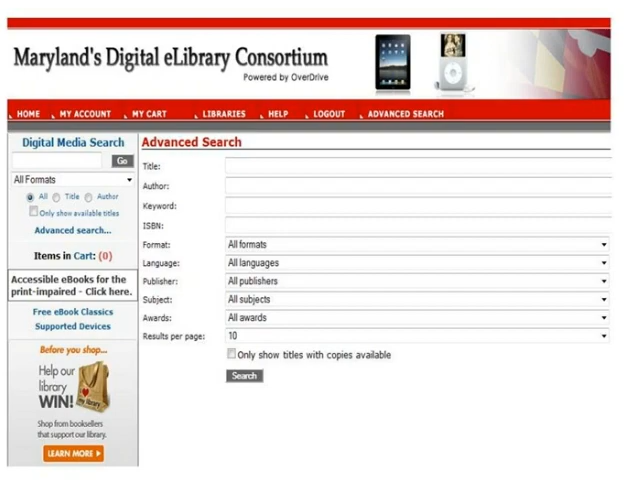 Maryland's Digital eLibrary Consortium
Powered by OverDrive
HOME MY ACCOUNT MY CART LIBRARIES HELP LOGOUT ADVANCED SEARCH
Digital Media Search
Go
All Formats
All Title Author
Only show available titles
Advanced search...
Items in Cart: (0)
Accessible eBooks for the
print-impaired - Click here.
Free eBook Classics
Supported Devices
Before you shop...
Help our
library
WIN!
my library
Shop from booksellers
that support our library.
LEARN MORE
Advanced Search
Title:
Author:
Keyword:
ISBN:
Format: All formats
Language: All languages
Publisher: All publishers
Subject: All subjects
Awards: All awards
Results per page: 10
Only show titles with copies available
Search